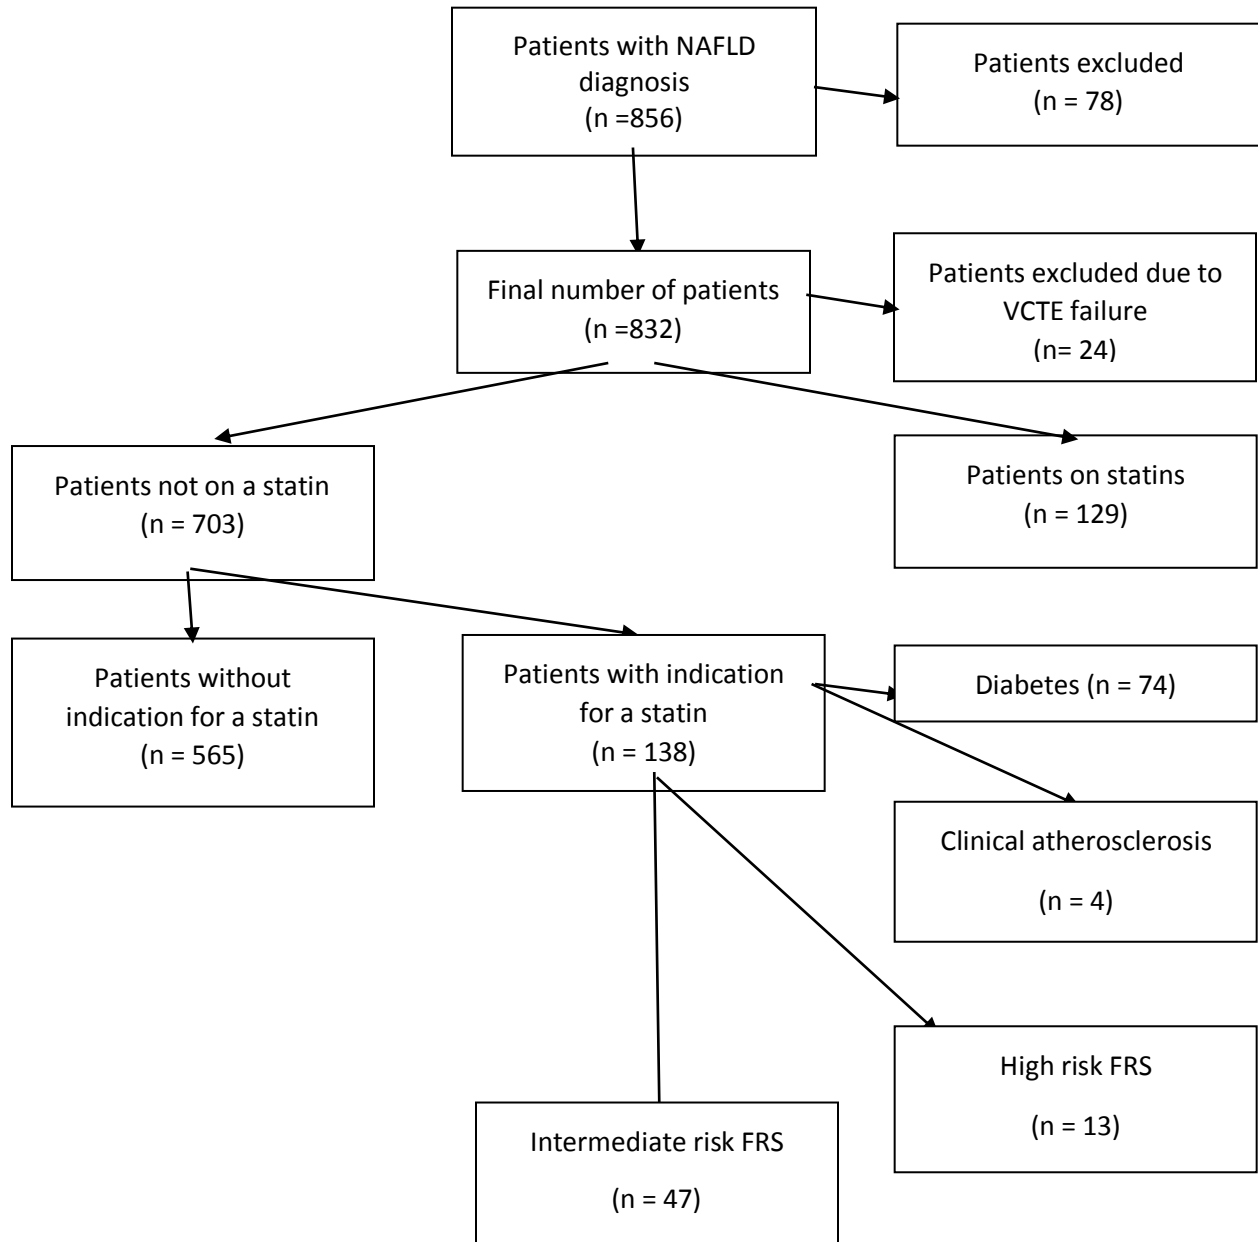 Patients with NAFLD
diagnosis
(n =856)
Patients excluded
(n = 78)
Final number of patients
(n =832)
Patients excluded due to
VCTE failure
(n= 24)
Patients not on a statin
(n = 703)
Patients on statins
(n = 129)
Patients without
indication for a statin
(n = 565)
Patients with indication
for a statin
(n = 138)
Diabetes (n = 74)
Clinical atherosclerosis
(n = 4)
High risk FRS
(n = 13)
Intermediate risk FRS
(n = 47)